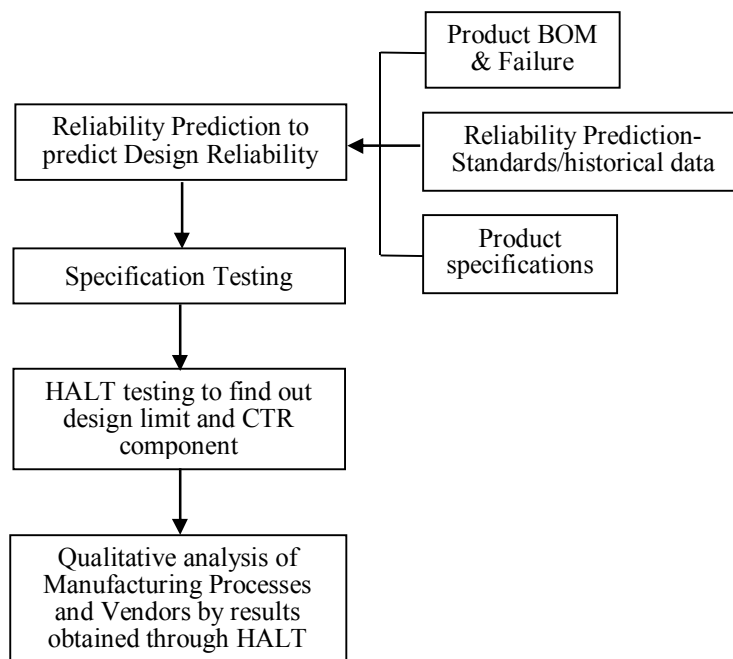 Product BOM
& Failure
Reliability Prediction to
predict Design Reliability
Reliability Prediction-
Standards/historical data
Product
specifications
Specification Testing
HALT testing to find out
design limit and CTR
component
Qualitative analysis of
Manufacturing Processes
and Vendors by results
obtained through HALT